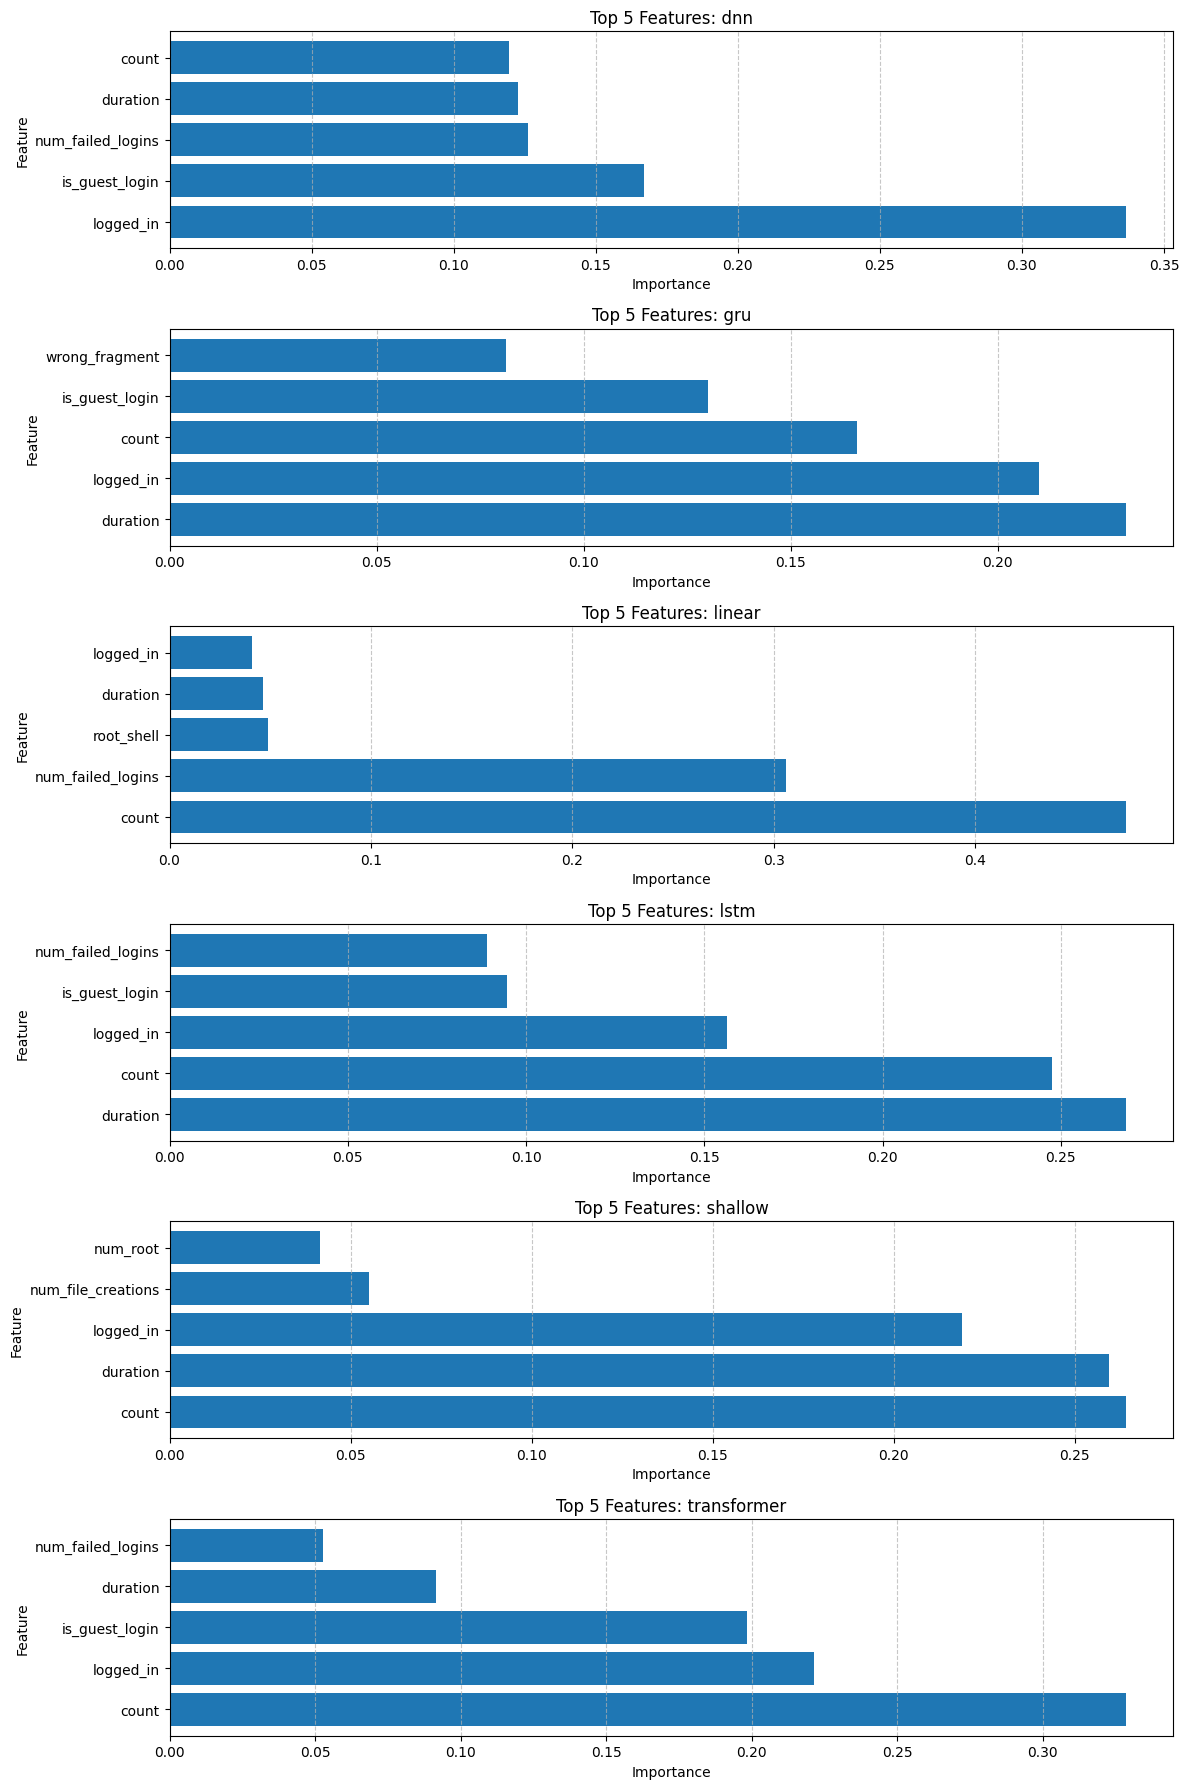 Top 5 Features: dnn
Feature
count
duration
num_failed_logins
is_guest_login
logged_in
0.00 0.05 0.10 0.15 0.20 0.25 0.30 0.35
Importance
Top 5 Features: gru
Feature
wrong_fragment
is_guest_login
count
logged_in
duration
0.00 0.05 0.10 0.15 0.20
Importance
Top 5 Features: linear
Feature
logged_in
duration
root_shell
num_failed_logins
count
0.0 0.1 0.2 0.3 0.4
Importance
Top 5 Features: lstm
Feature
num_failed_logins
is_guest_login
logged_in
count
duration
0.00 0.05 0.10 0.15 0.20 0.25
Importance
Top 5 Features: shallow
Feature
num_root
num_file_creations
logged_in
duration
count
0.00 0.05 0.10 0.15 0.20 0.25
Importance
Top 5 Features: transformer
Feature
num_failed_logins
duration
is_guest_login
logged_in
count
0.00 0.05 0.10 0.15 0.20 0.25 0.30
Importance